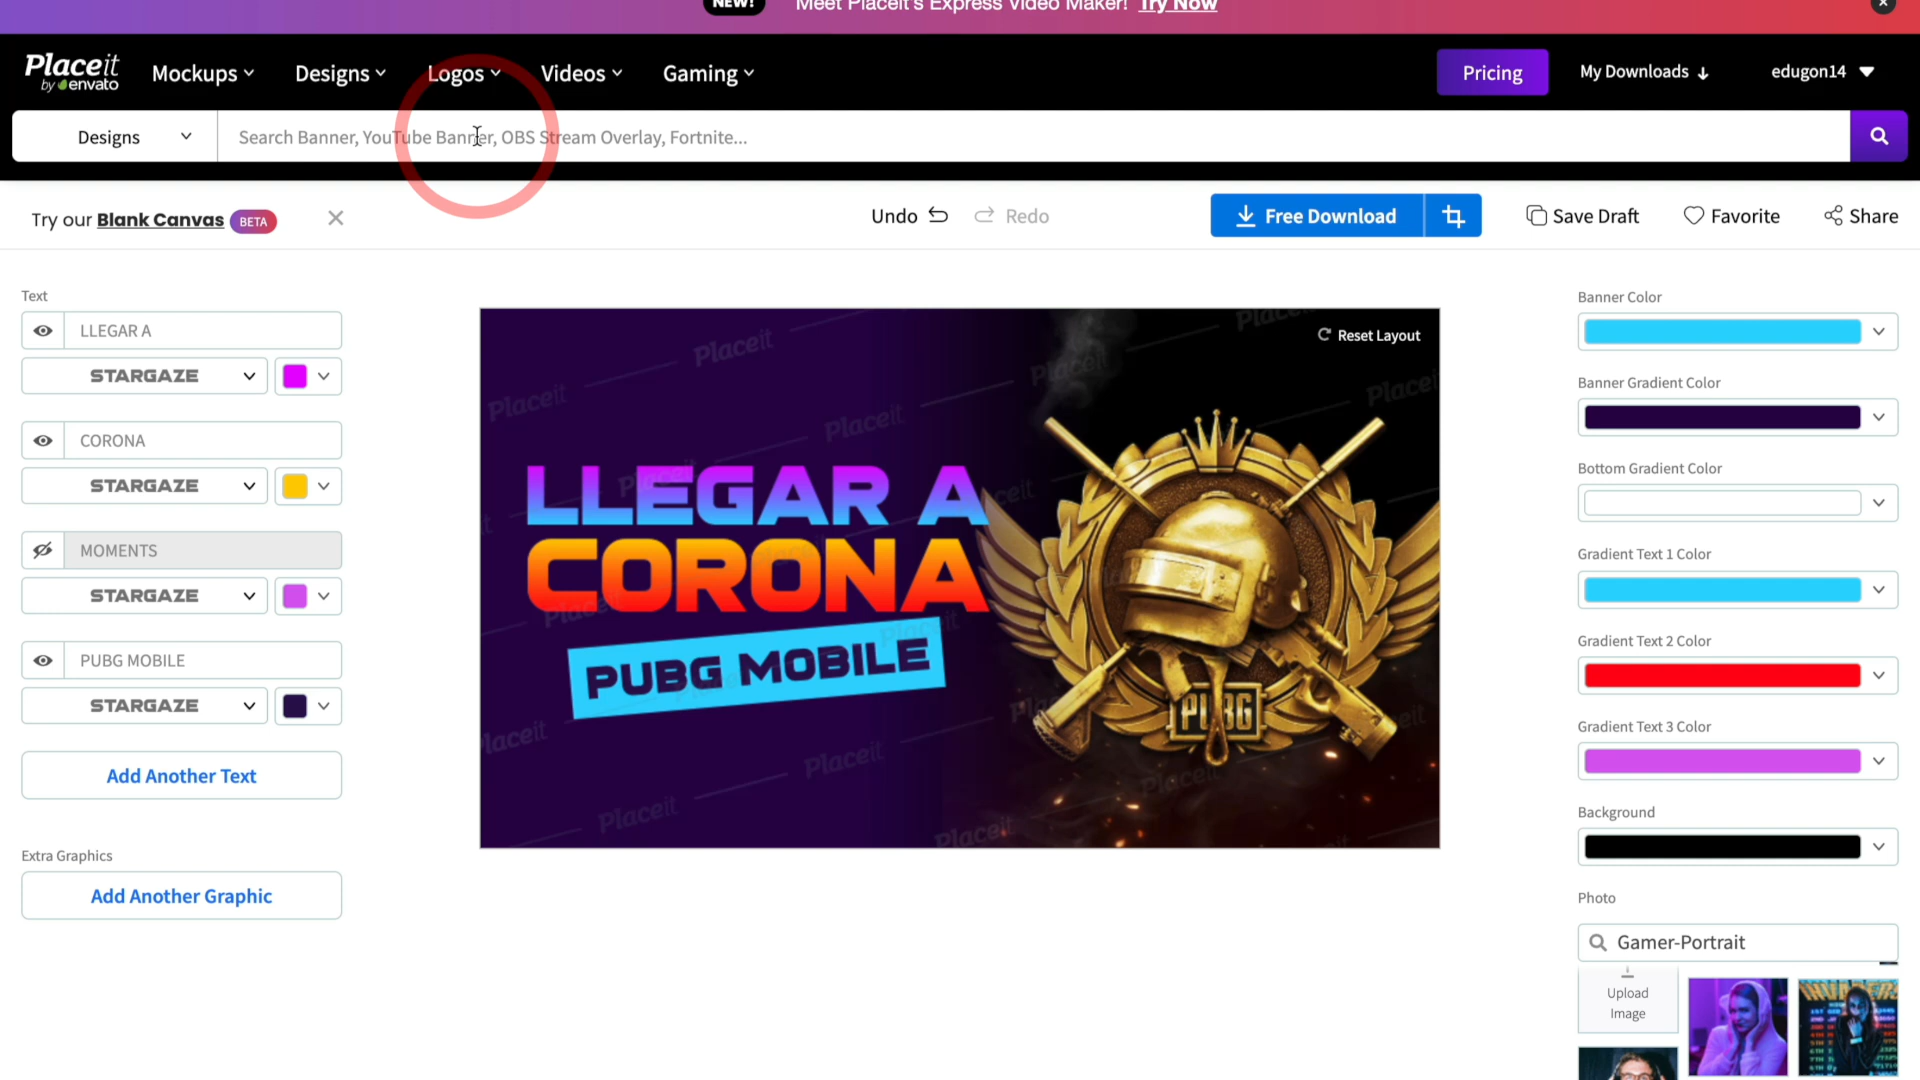 NEW! Meet Placeit's Express Video Maker! Try Now
Placeit by envato
Mockups Designs Logos Videos Gaming Pricing My Downloads edugon14
Designs Search Banner, YouTube Banner, OBS Stream Overlay, Fortnite...
Try our Blank Canvas BETA
Undo Redo Free Download Save Draft Favorite Share
Text
LLEGAR A
STARGAZE
CORONA
STARGAZE
MOMENTS
STARGAZE
PUBG MOBILE
STARGAZE
Add Another Text
Extra Graphics
Add Another Graphic
Reset Layout
Placeit
LLEGAR A
CORONA
PUBG MOBILE
PUBG
Banner Color
Banner Gradient Color
Bottom Gradient Color
Gradient Text 1 Color
Gradient Text 2 Color
Gradient Text 3 Color
Background
Photo
Gamer-Portrait
Upload
Image